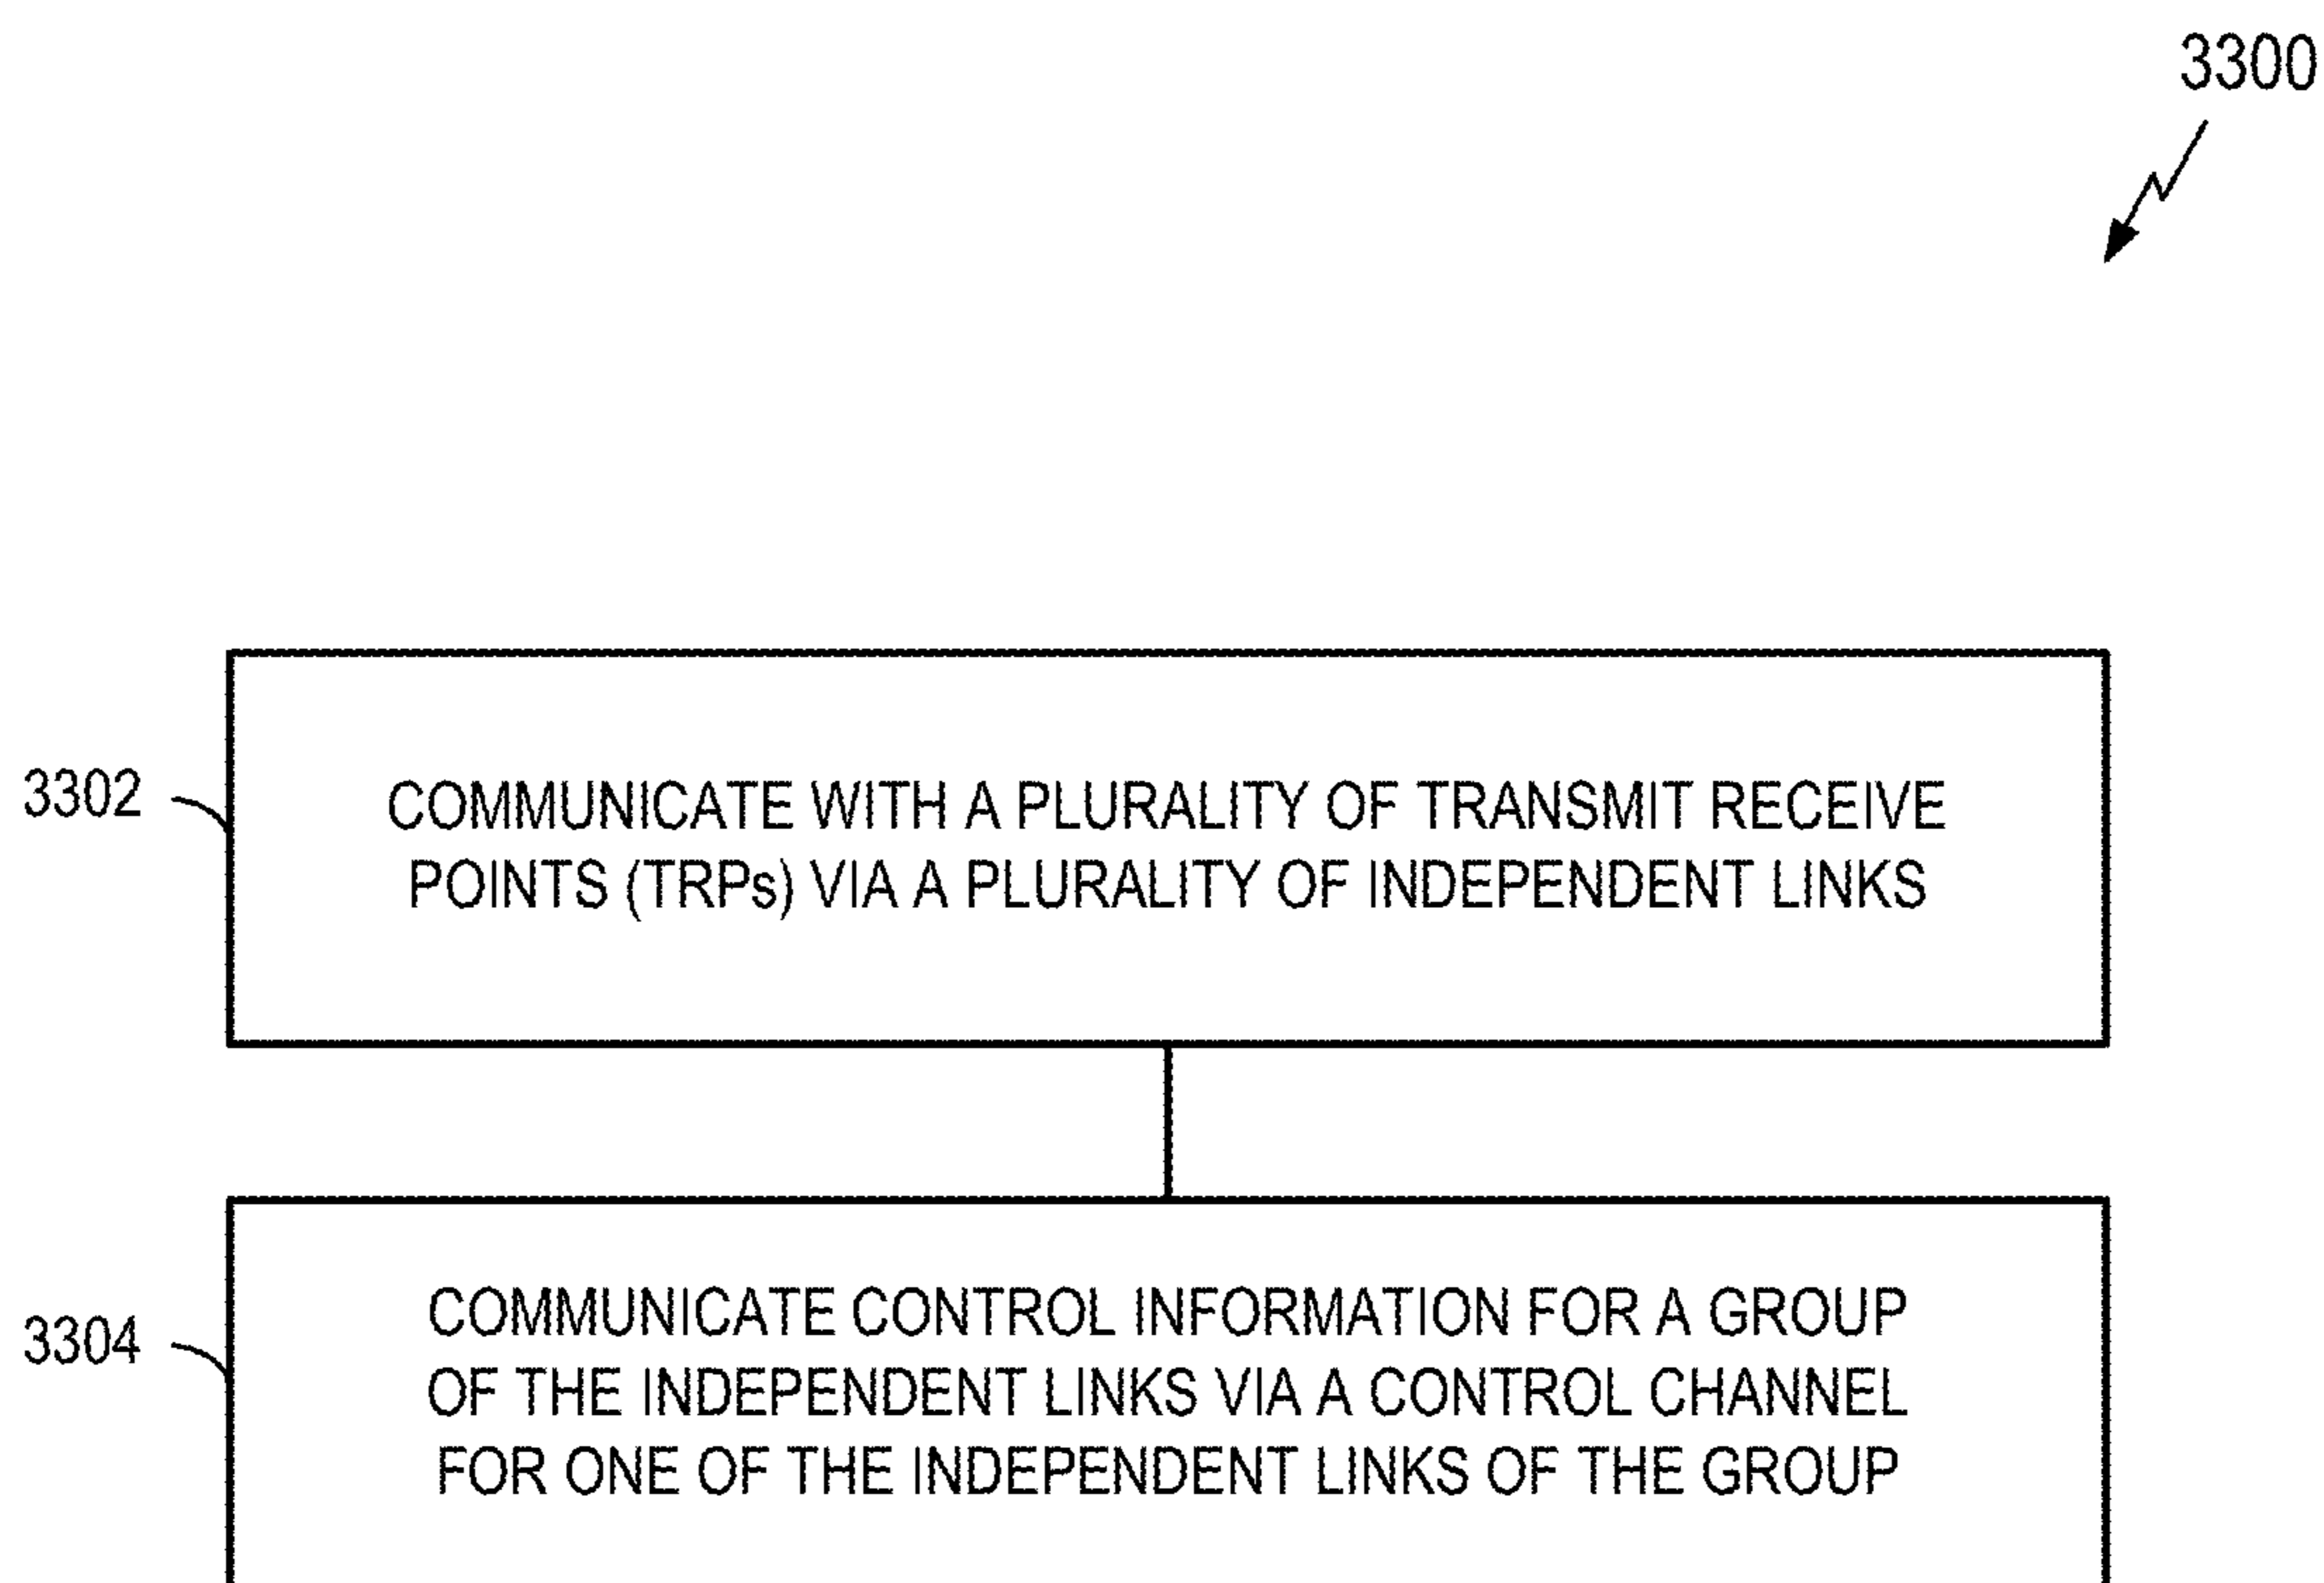 3300
3302
COMMUNICATE WITH A PLURALITY OF TRANSMIT RECEIVE
POINTS (TRPs) VIA A PLURALITY OF INDEPENDENT LINKS
3304
COMMUNICATE CONTROL INFORMATION FOR A GROUP
OF THE INDEPENDENT LINKS VIA A CONTROL CHANNEL
FOR ONE OF THE INDEPENDENT LINKS OF THE GROUP